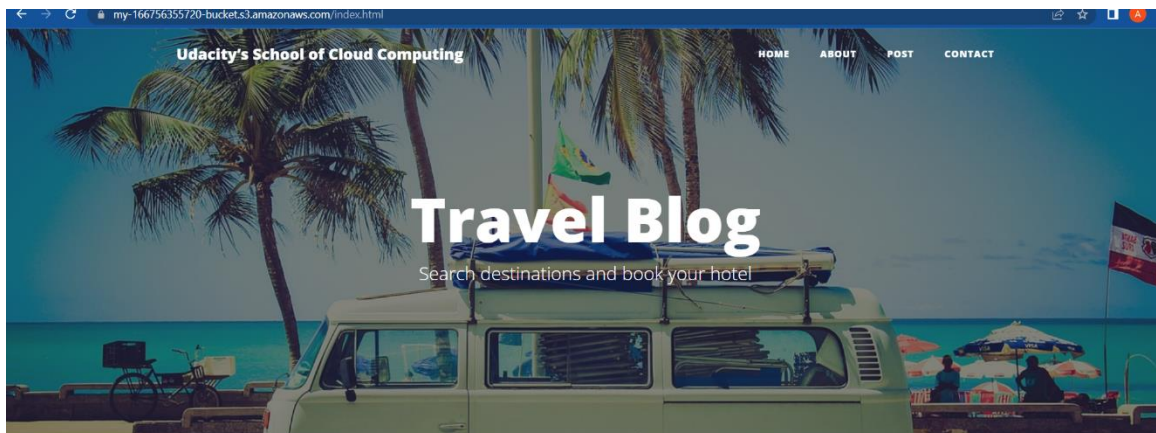 my-166756355720-bucket.s3.amazonaws.com/index.html
A
Udacity's School of Cloud Computing
HOME ABOUT POST CONTACT
Travel Blog
Search destinations and book your hotel